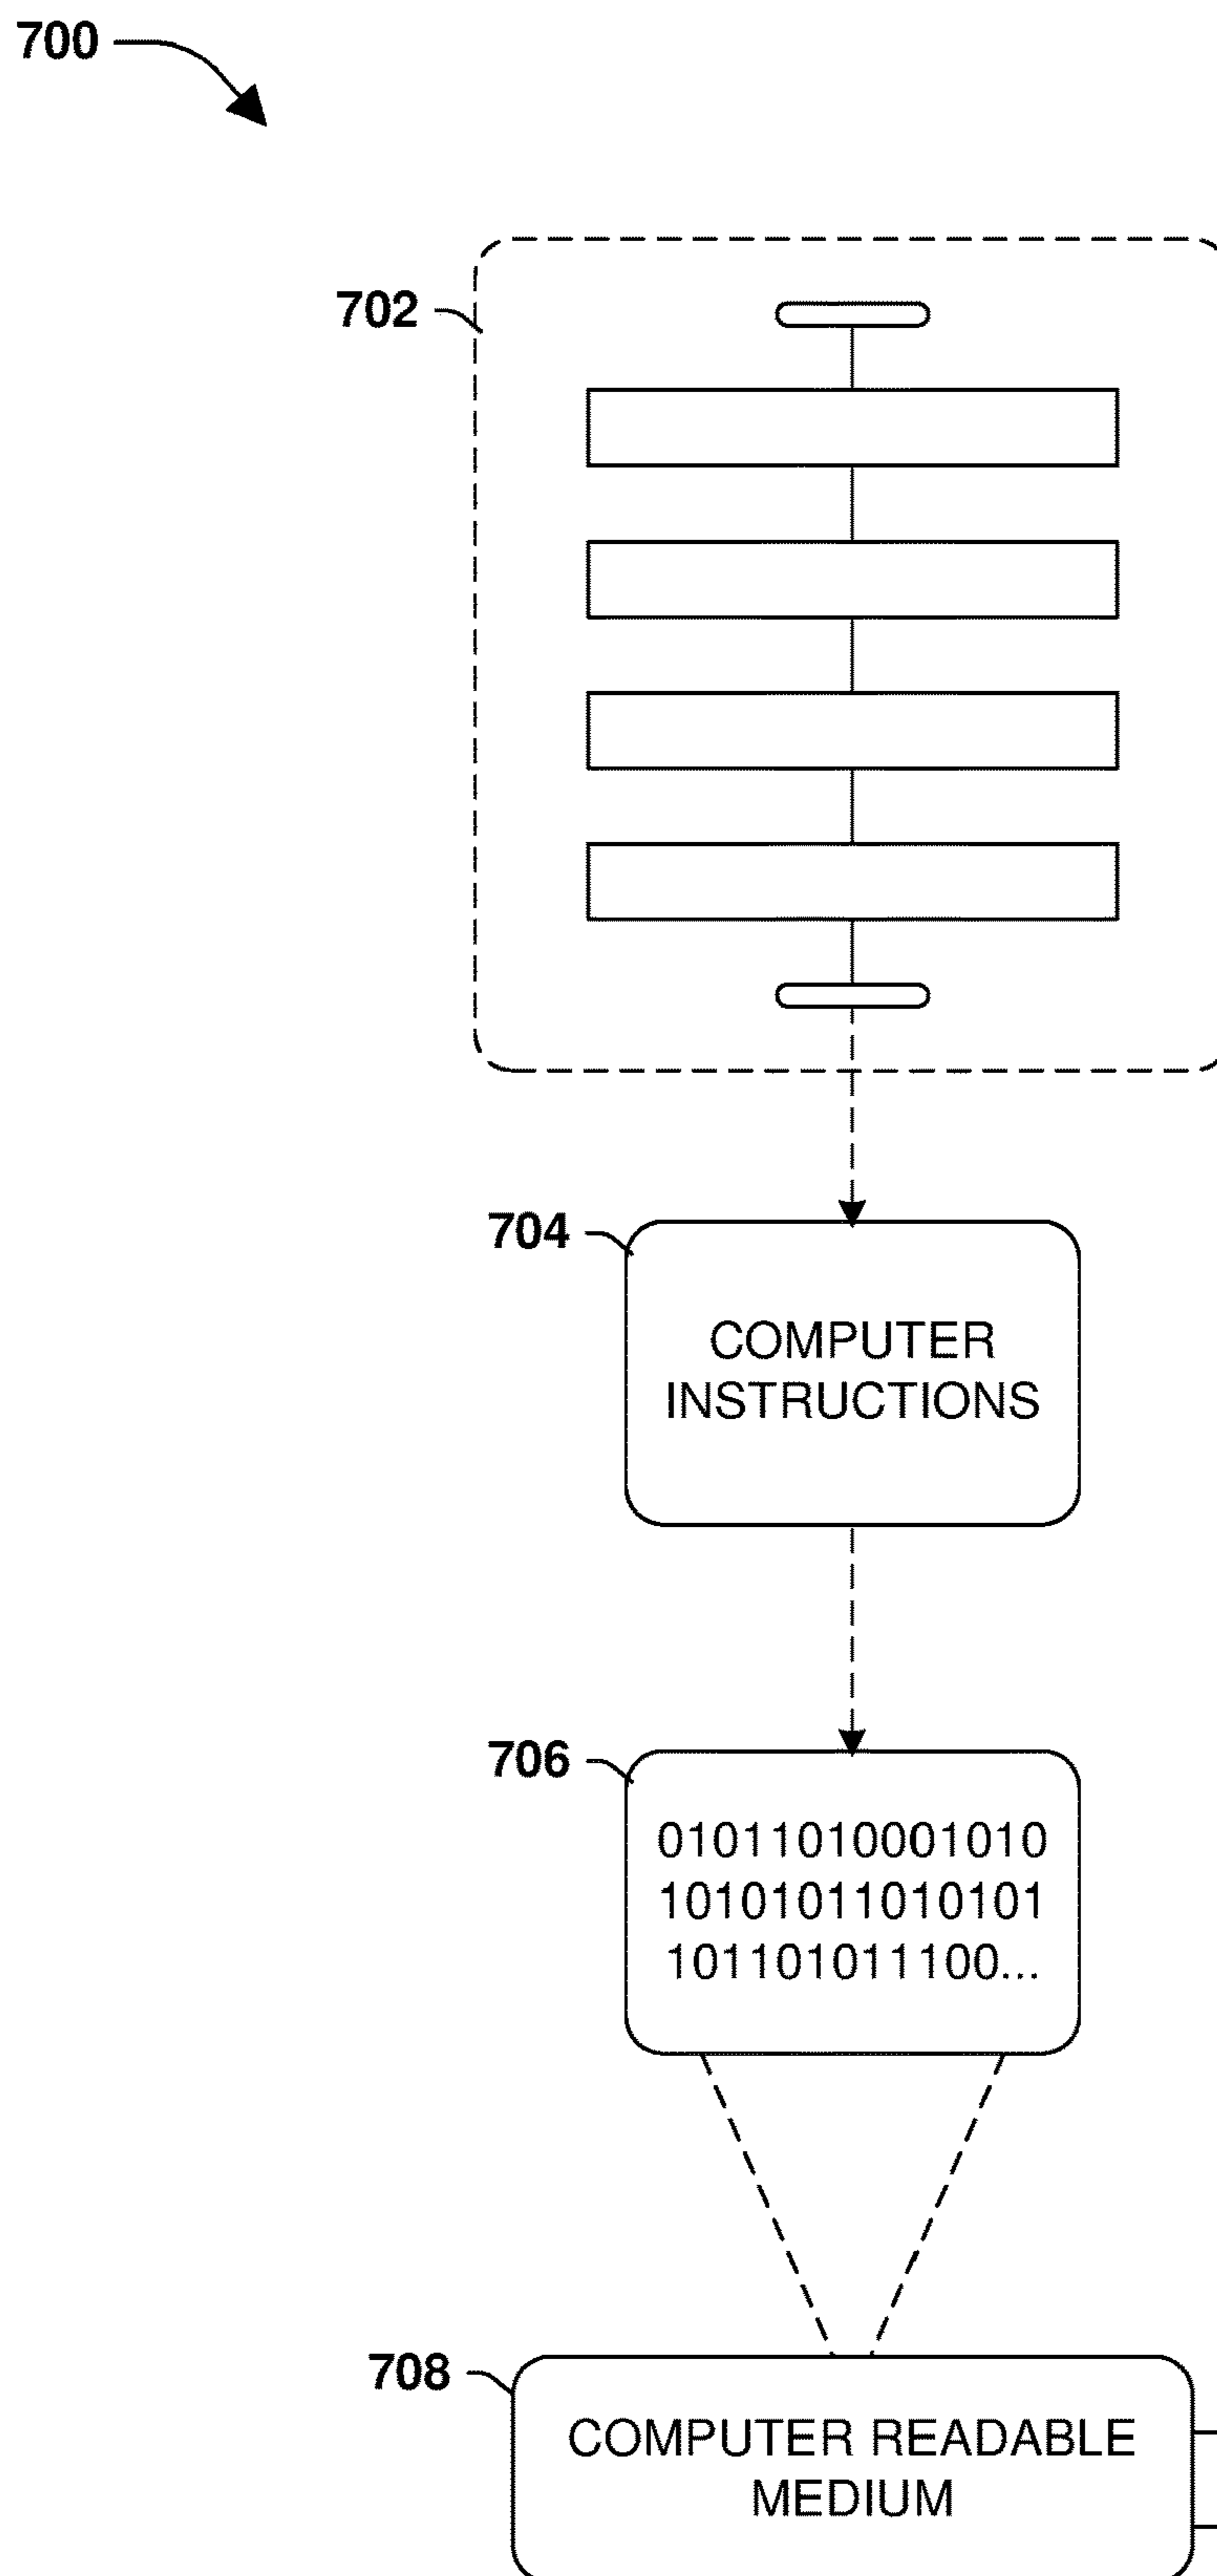 700
702
704
COMPUTER
INSTRUCTIONS
706
01011010001010
10101011010101
101101011100...
708
COMPUTER READABLE
MEDIUM